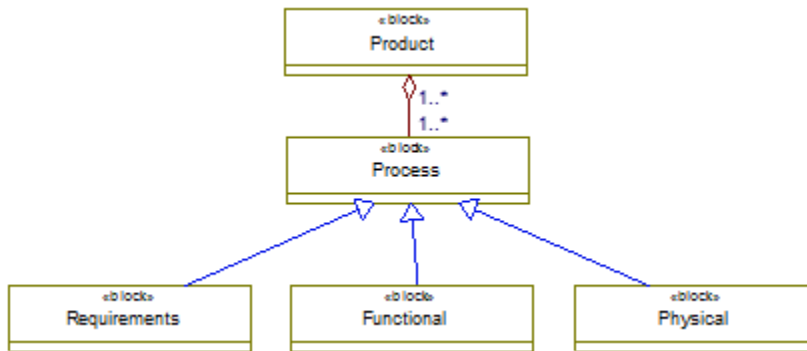 «block»
Product
1..*
1..*
«block»
Process
«block»
Requirements
«block»
Functional
«block»
Physical